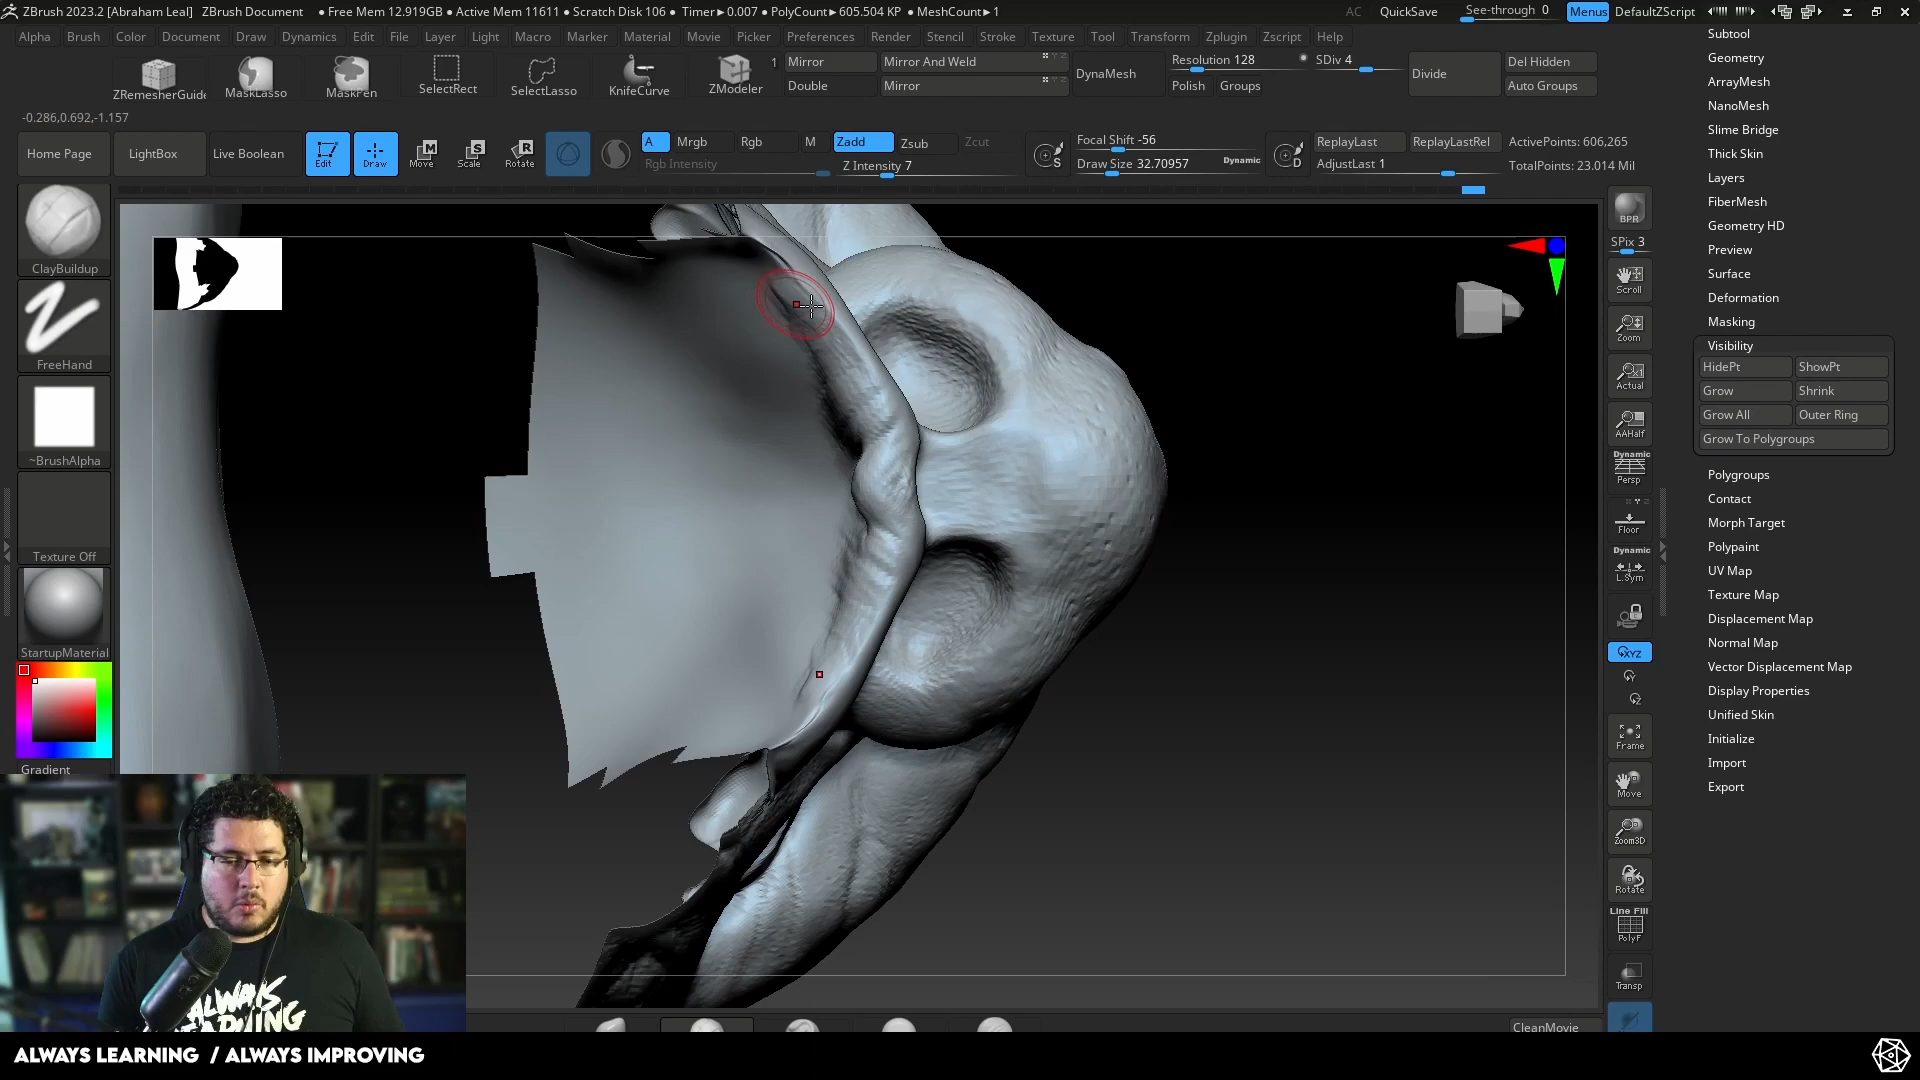 ZBrush 2023.2 [Abraham Leal] ZBrush Document • Free Mem 12.919GB • Active Mem 11611 • Scratch Disk 106 • Timer▸0.007 • PolyCount▸605.504 KP • MeshCount▸1 AC QuickSave See-through 0 Menus DefaultZScript
Alpha Brush Color Document Draw Dynamics Edit File Layer Light Macro Marker Material Movie Picker Preferences Render Stencil Stroke Texture Tool Transform Zplugin Zscript Help
ZRemesherGuide MaskLasso MaskPen SelectRect SelectLasso KnifeCurve ZModeler 1
Mirror Mirror And Weld
Double Mirror
DynaMesh
Resolution 128
Polish Groups
SDiv 4
Divide
Del Hidden
Auto Groups
-0.286,0.692,-1.157
Home Page LightBox Live Boolean Edit Draw Move Scale Rotate
M S R
A Mrgb Rgb M Zadd Zsub Zcut
Rgb Intensity Z Intensity 7
S Focal Shift -56
Draw Size 32.70957 Dynamic
D ReplayLast ReplayLastRel
AdjustLast 1
ActivePoints: 606,265
TotalPoints: 23.014 Mil
ClayBuildup
FreeHand
~BrushAlpha
Texture Off
StartupMaterial
Gradient
BPR
SPix 3
Scroll
Zoom
Actual
AAHalf
Dynamic
Persp
Floor
Dynamic
L.Sym
XYZ
Frame
Move
Zoom3D
Rotate
Line Fill
PolyF
Transp
Subtool
Geometry
ArrayMesh
NanoMesh
Slime Bridge
Thick Skin
Layers
FiberMesh
Geometry HD
Preview
Surface
Deformation
Masking
Visibility
HidePt ShowPt
Grow Shrink
Grow All Outer Ring
Grow To Polygroups
Polygroups
Contact
Morph Target
Polypaint
UV Map
Texture Map
Displacement Map
Normal Map
Vector Displacement Map
Display Properties
Unified Skin
Initialize
Import
Export
CleanMovie
ALWAYS
LEARNING
ALWAYS LEARNING / ALWAYS IMPROVING